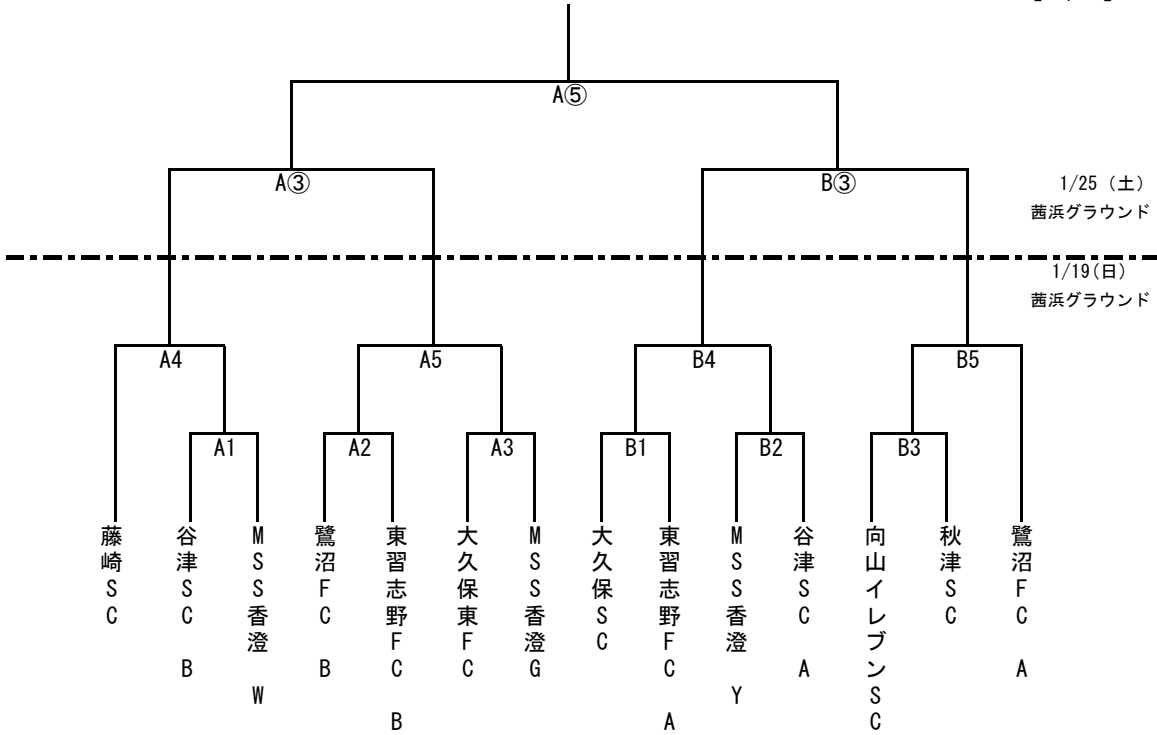 A⑤
A③
B③
1/25 (土)
茜浜グラウンド
1/19(日)
茜浜グラウンド
A4
A5
B4
B5
A1
A2
A3
B1
B2
B3
藤崎SC
谷津SC B
MSS香澄 W
鷺沼FC B
東習志野FC B
大久保東FC
MSS香澄G
大久保SC
東習志野FC A
MSS香澄 Y
谷津SC A
向山イレブンSC
秋津SC
鷺沼FC A